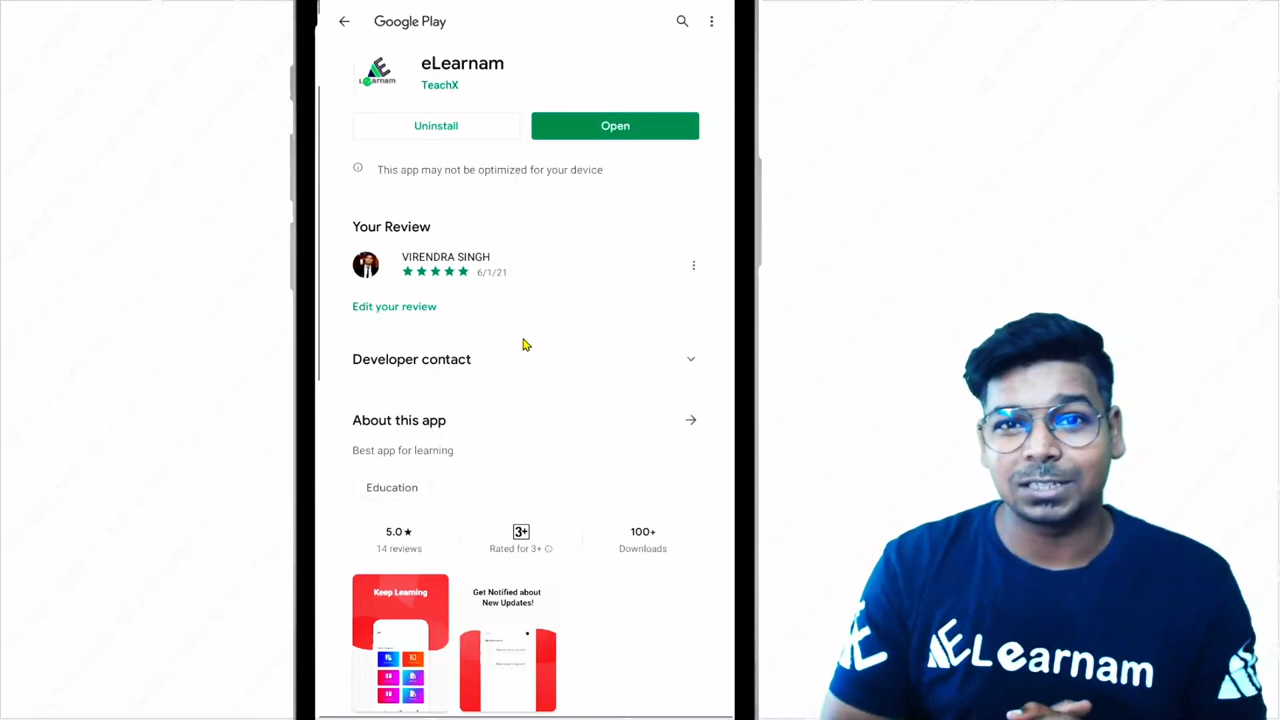 Google Play
eLearnam
TeachX
Uninstall
Open
This app may not be optimized for your device
Your Review
VIRENDRA SINGH
6/1/21
Edit your review
Developer contact
About this app
Best app for learning
Education
5.0★
14 reviews
3+
Rated for 3+
100+
Downloads
Keep Learning
Get Notified about
New Updates!
ELearnam